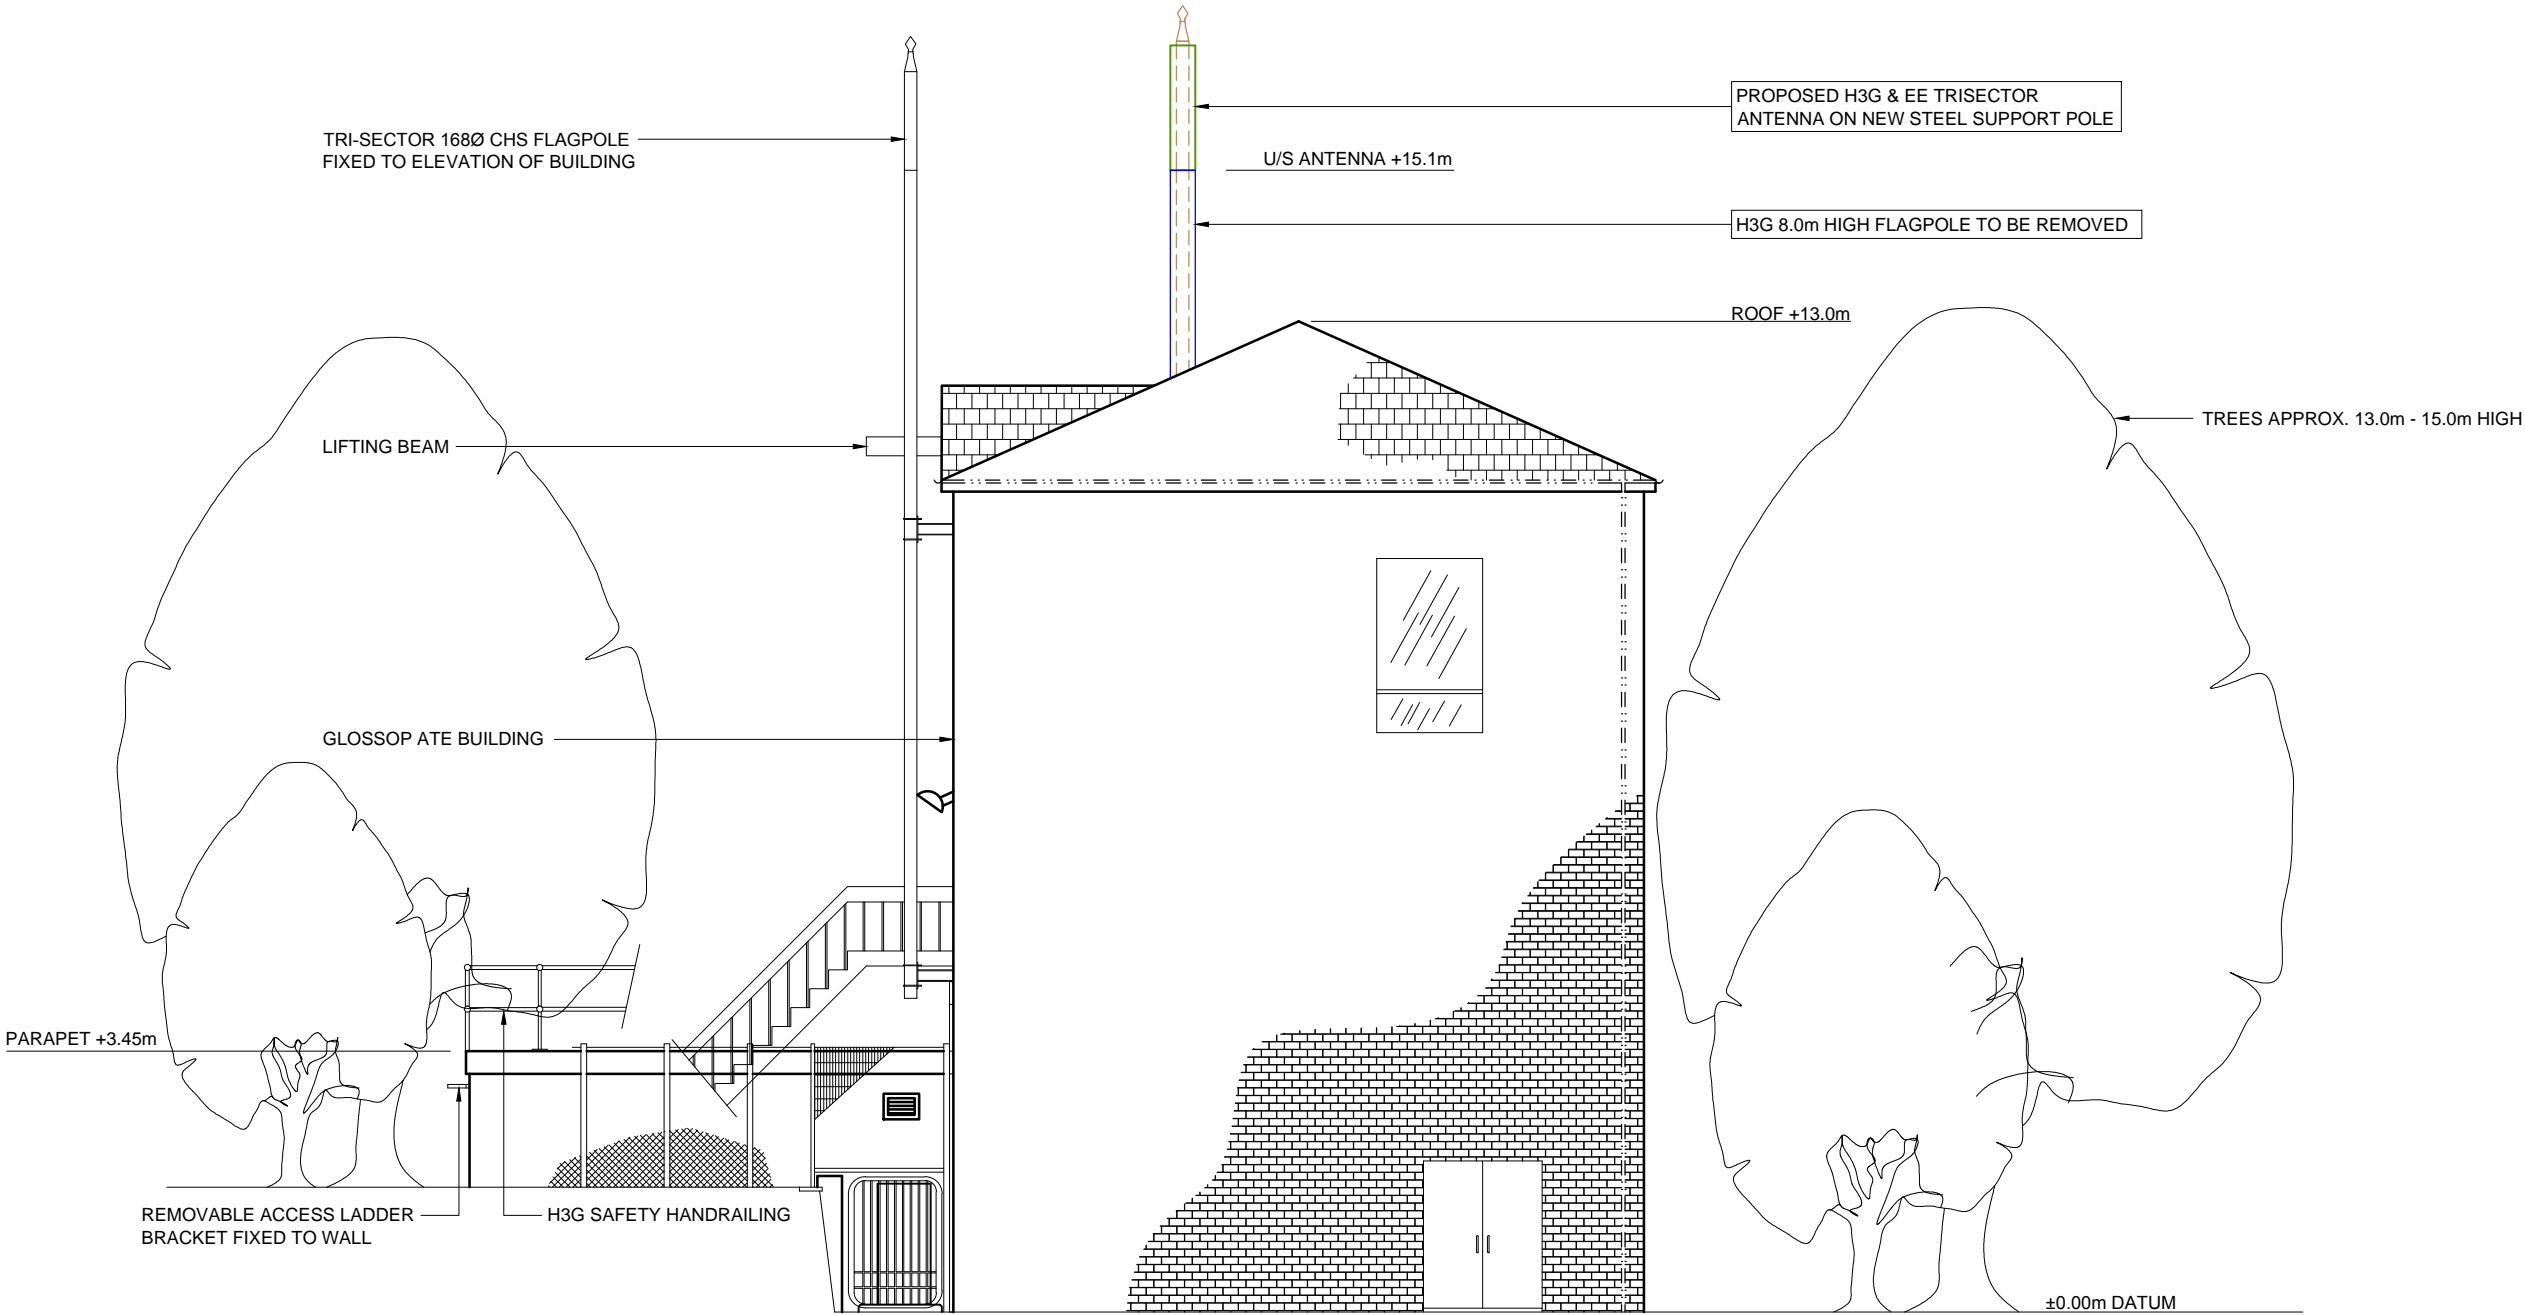 PROPOSED H3G & EE TRISECTOR
ANTENNA ON NEW STEEL SUPPORT POLE
TRI-SECTOR 168Ø CHS FLAGPOLE
FIXED TO ELEVATION OF BUILDING
U/S ANTENNA +15.1m
H3G 8.0m HIGH FLAGPOLE TO BE REMOVED
ROOF +13.0m
TREES APPROX. 13.0m - 15.0m HIGH
LIFTING BEAM
GLOSSOP ATE BUILDING
PARAPET +3.45m
REMOVABLE ACCESS LADDER
BRACKET FIXED TO WALL
H3G SAFETY HANDRAILING
±0.00m DATUM